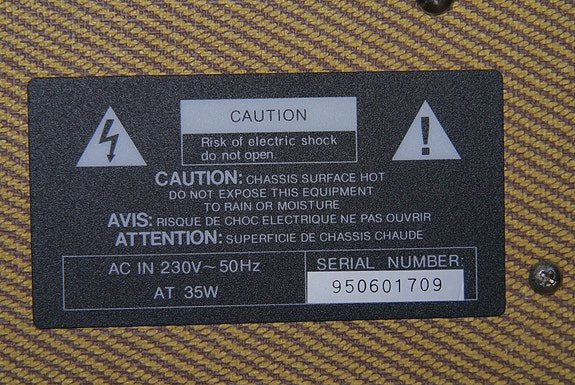 CAUTION
Risk of electric shock
do not open.
CAUTION: CHASSIS SURFACE HOT
DO NOT EXPOSE THIS EQUIPMENT
TO RAIN OR MOISTURE
AVIS: RISQUE DE CHOC ELECTRIQUE NE PAS OUVRIR
ATTENTION: SUPERFICIE DE CHASSIS CHAUDE
AC IN 230V~50Hz
AT 35W
SERIAL NUMBER:
950601709